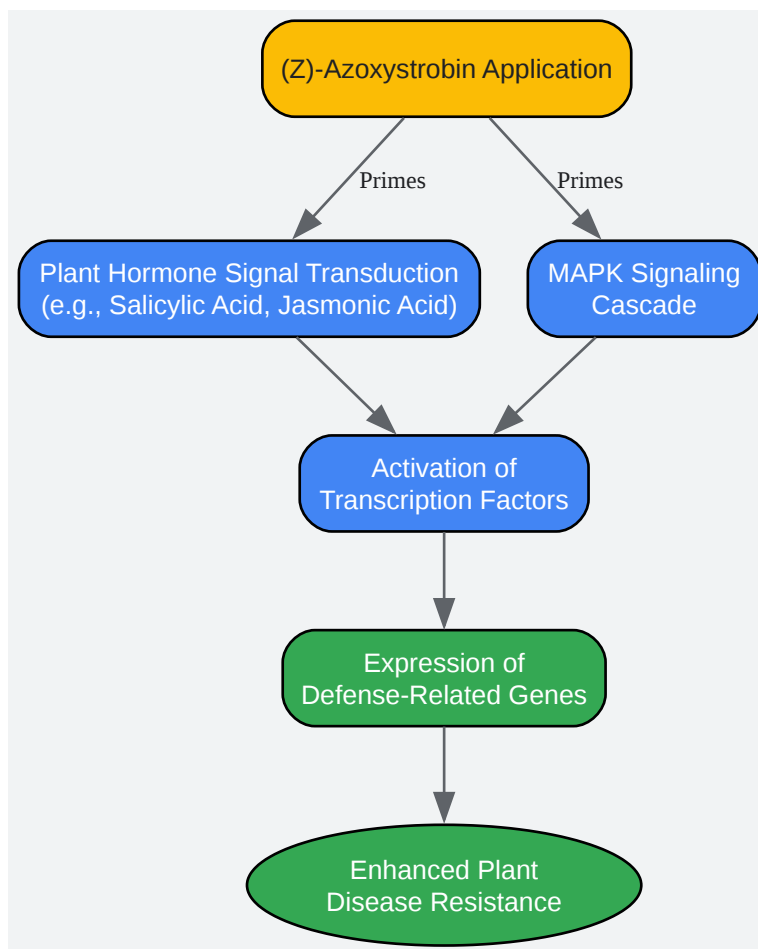 (Z)-Azoxystrobin Application
Primes
Primes
Plant Hormone Signal Transduction
(e.g., Salicylic Acid, Jasmonic Acid)
MAPK Signaling
Cascade
Activation of
Transcription Factors
Expression of
Defense-Related Genes
Enhanced Plant
Disease Resistance